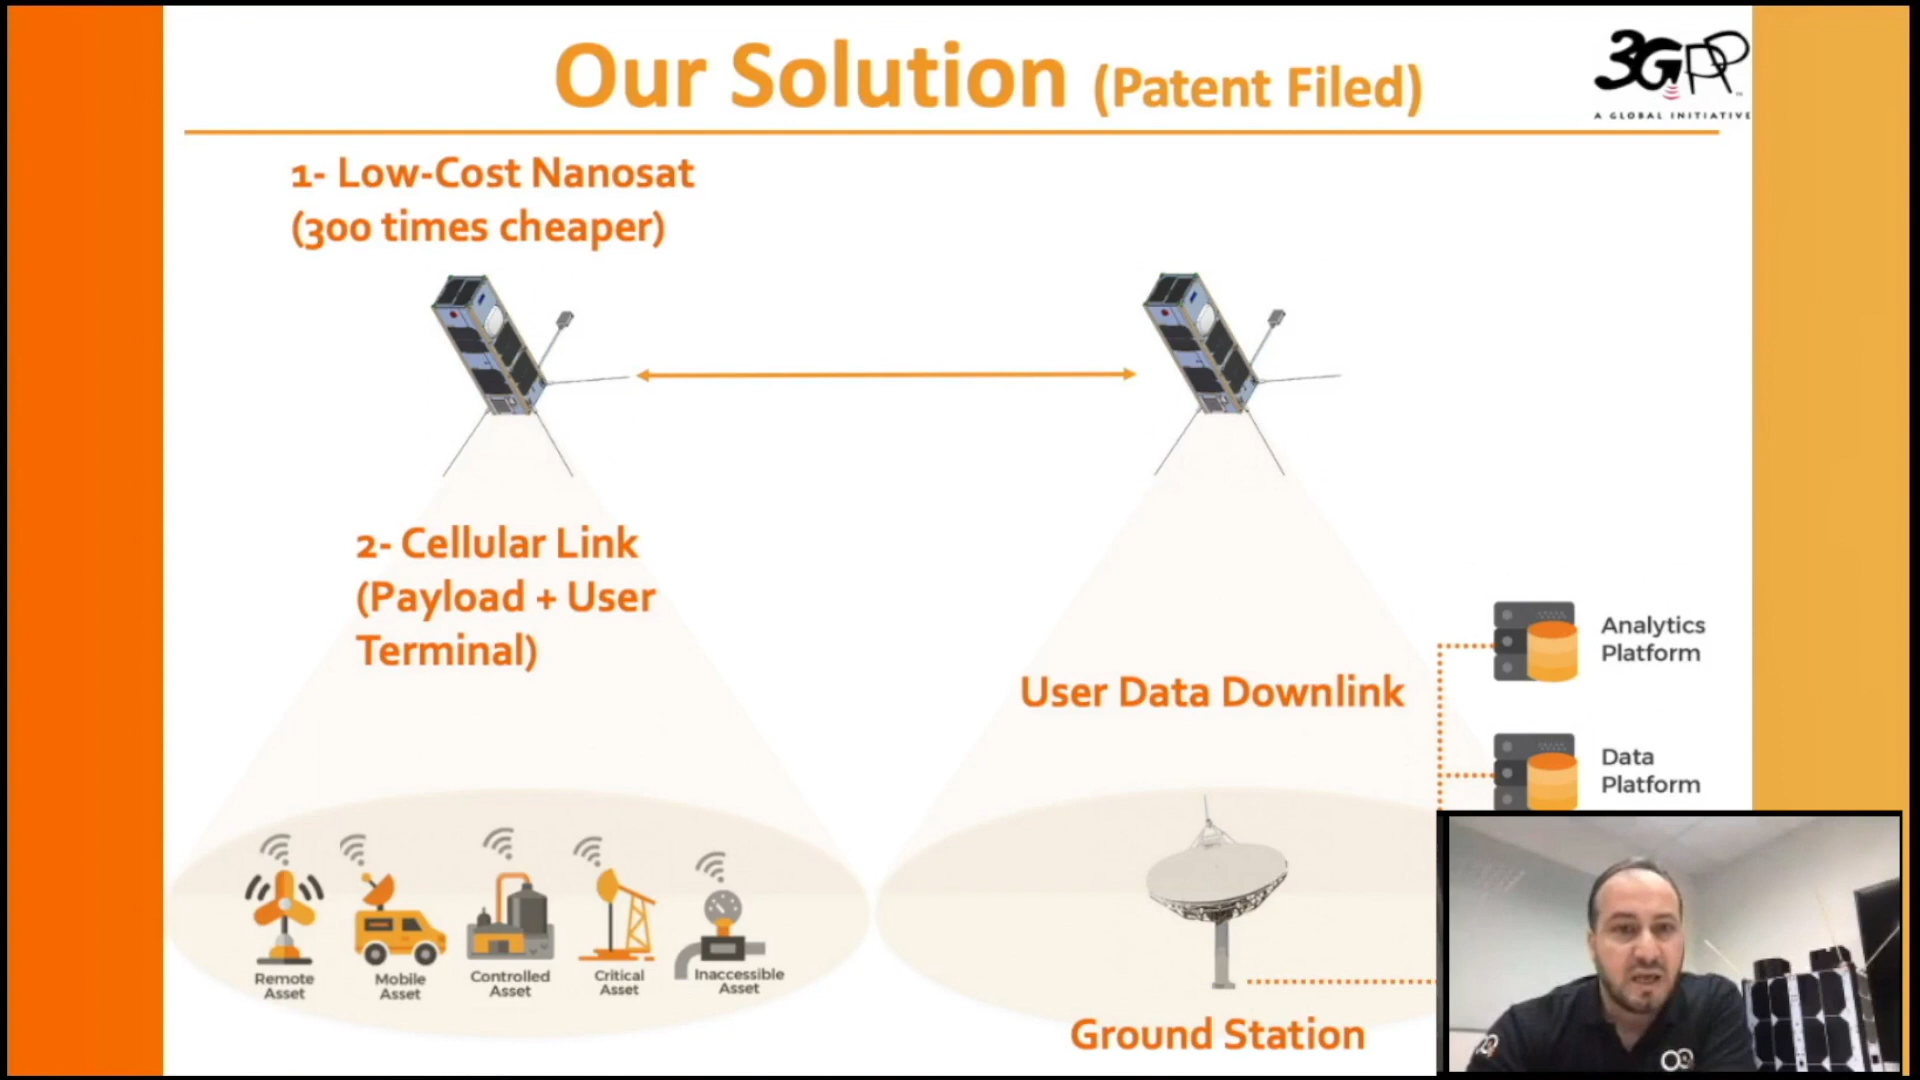 Our Solution (Patent Filed)
3GPP
A GLOBAL INITIATIVE
1- Low-Cost Nanosat
(300 times cheaper)
2- Cellular Link
(Payload + User
Terminal)
User Data Downlink
Analytics
Platform
Data
Platform
Remote
Asset
Mobile
Asset
Controlled
Asset
Critical
Asset
Inaccessible
Asset
Ground Station